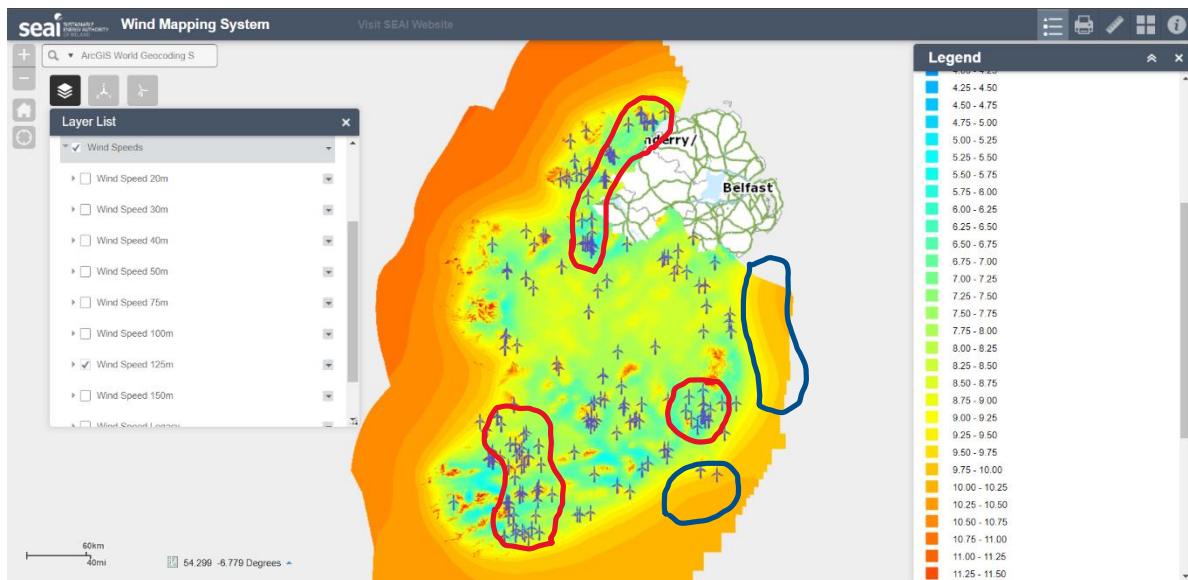 seai SUSTAINABLE ENERGY AUTHORITY OF IRELAND
Wind Mapping System
Visit SEAI Website
ArcGIS World Geocoding S
Layer List
Wind Speeds
Wind Speed 20m
Wind Speed 30m
Wind Speed 40m
Wind Speed 50m
Wind Speed 75m
Wind Speed 100m
Wind Speed 125m
Wind Speed 150m
Wind Speed Legacy
nderry/
Belfast
60km
40mi
54.299 -6.779 Degrees
Legend
4.00 - 4.25
4.25 - 4.50
4.50 - 4.75
4.75 - 5.00
5.00 - 5.25
5.25 - 5.50
5.50 - 5.75
5.75 - 6.00
6.00 - 6.25
6.25 - 6.50
6.50 - 6.75
6.75 - 7.00
7.00 - 7.25
7.25 - 7.50
7.50 - 7.75
7.75 - 8.00
8.00 - 8.25
8.25 - 8.50
8.50 - 8.75
8.75 - 9.00
9.00 - 9.25
9.25 - 9.50
9.50 - 9.75
9.75 - 10.00
10.00 - 10.25
10.25 - 10.50
10.50 - 10.75
10.75 - 11.00
11.00 - 11.25
11.25 - 11.50